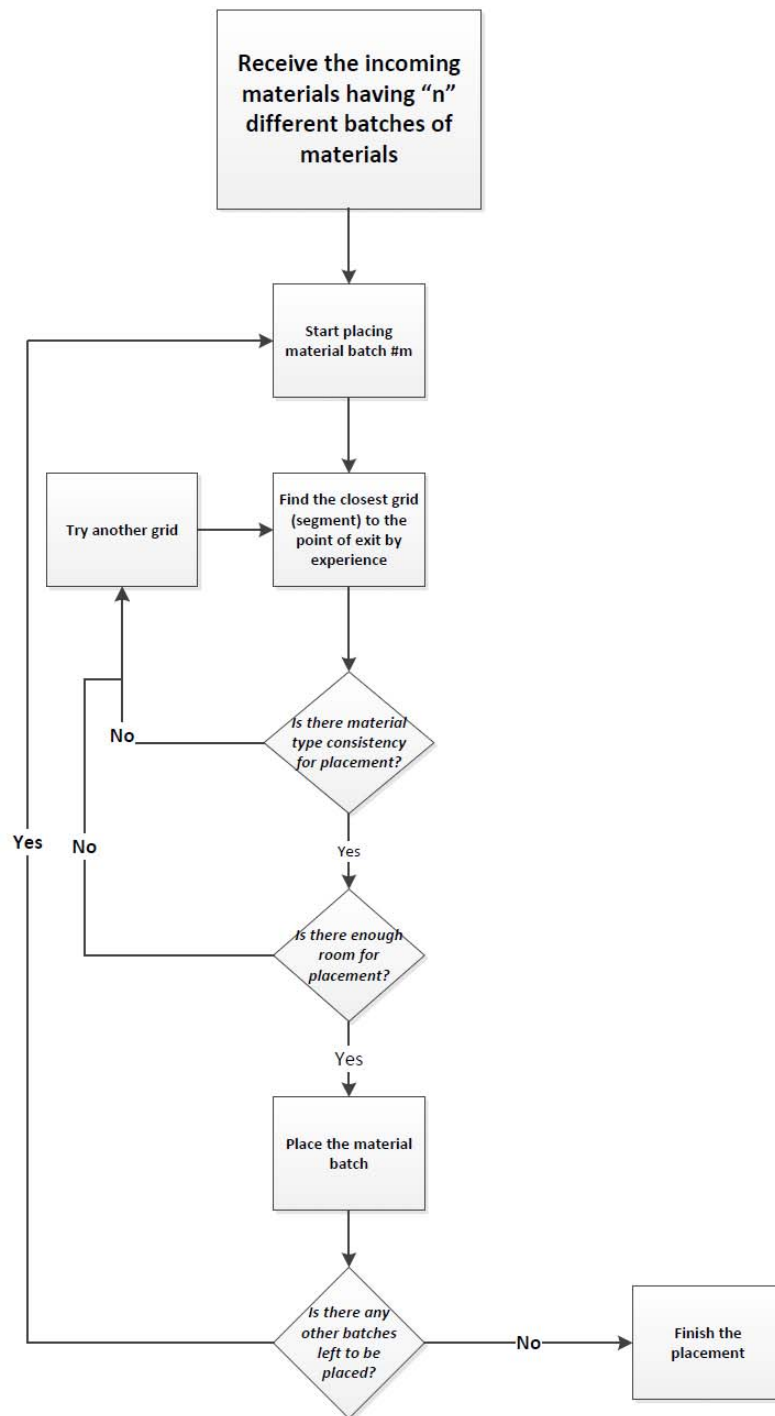 Receive the incoming
materials having “n”
different batches of
materials
Start placing
material batch #m
Try another grid
Find the closest grid
(segment) to the
point of exit by
experience
Is there material
type consistency
for placement?
No
Yes
Yes
No
Is there enough
room for
placement?
Yes
Place the material
batch
Is there any
other batches
left to be
placed?
No
Finish the
placement